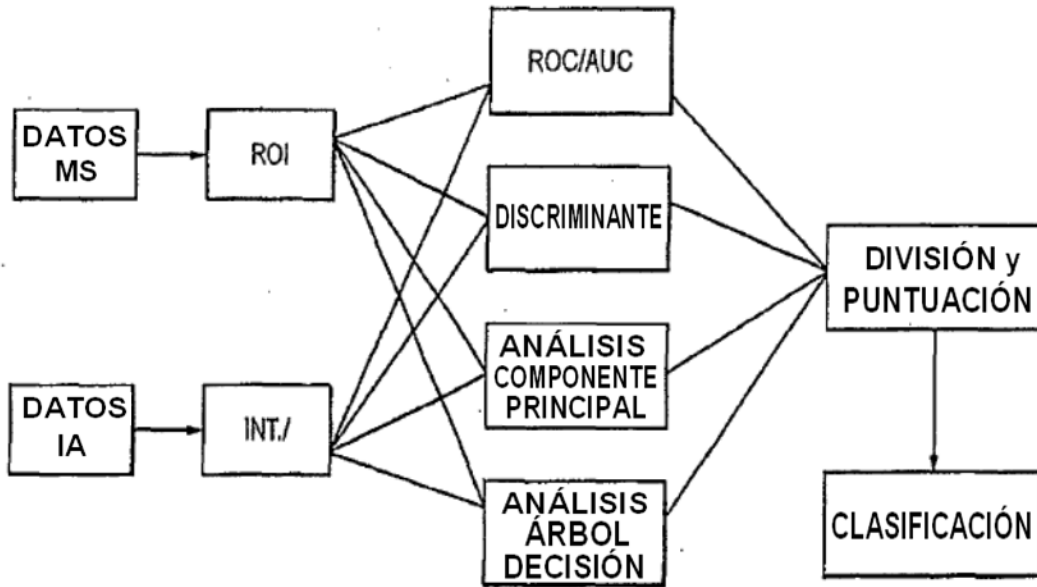 DATOS
MS
ROI
DATOS
IA
INT./
ROC/AUC
DISCRIMINANTE
ANÁLISIS
COMPONENTE
PRINCIPAL
ANÁLISIS
ÁRBOL
DECISIÓN
DIVISIÓN y
PUNTUACIÓN
CLASIFICACIÓN